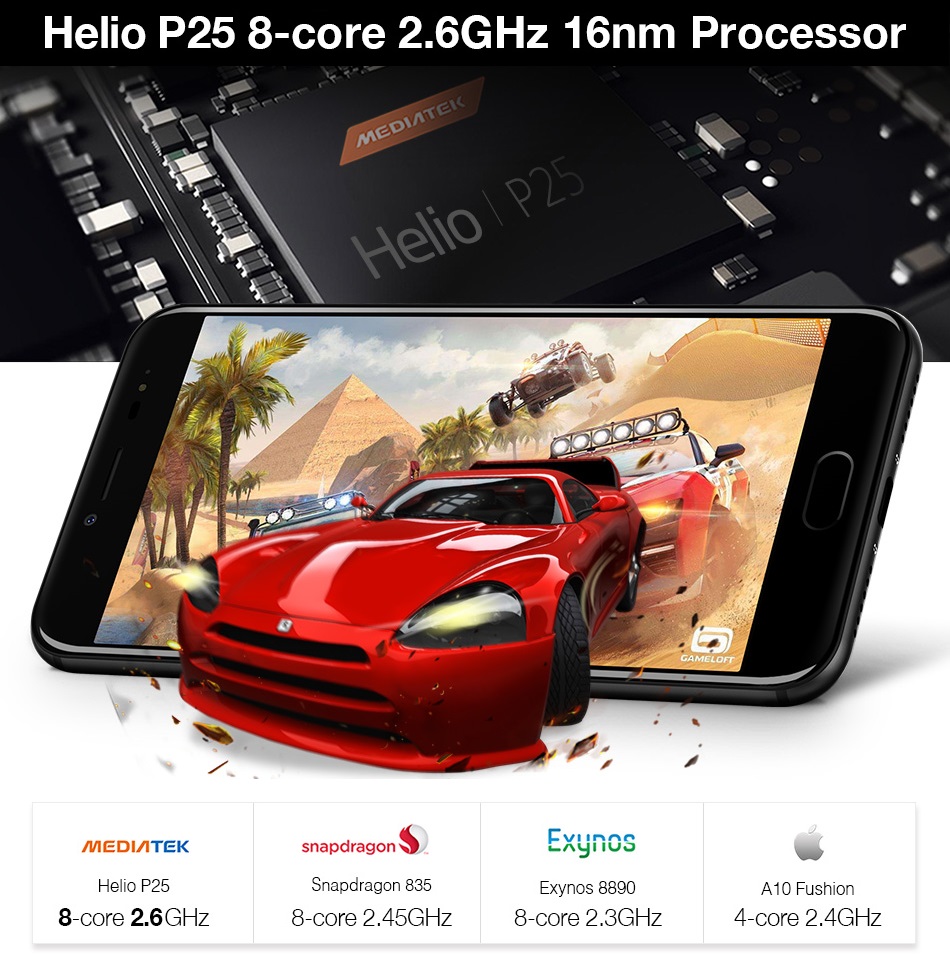 Helio P25 8-core 2.6GHz 16nm Processor
MEDIATEK
Helio | P25
GAMELOFT
MEDIATEK
Helio P25
8-core 2.6GHz
snapdragon
Snapdragon 835
8-core 2.45GHz
Exynos
Exynos 8890
8-core 2.3GHz
A10 Fushion
4-core 2.4GHz